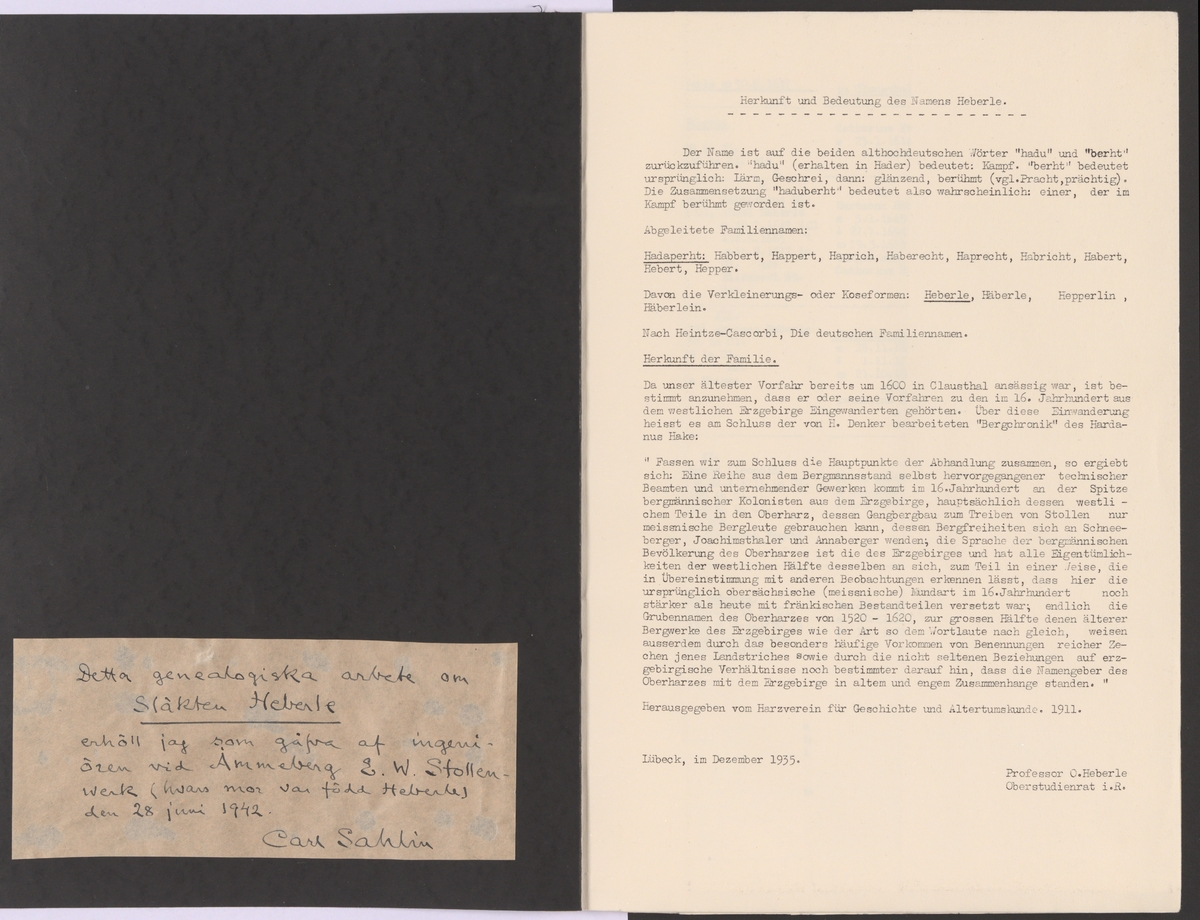 Detta genealogiska arbete om
Släkten Heberle
erhöll jag som gåfva af ingeni-
ören vid Åmmeberg E. W. Stollen-
werk (hvars mor var född Heberle)
den 28 juni 1942.
Carl Sahlin
Herkunft und Bedeutung des Namens Heberle.
- - - - - - - - - - - - - - - - - - - - - - -
Der Name ist auf die beiden althochdeutschen Wörter "hadu" und "berht"
zurückzuführen. "hadu" (erhalten in Hader) bedeutet: Kampf. "berht" bedeutet
ursprünglich: Lärm, Geschrei, dann: glänzend, berühmt (vgl.Pracht,prächtig).
Die Zusammensetzung "haduberht" bedeutet also wahrscheinlich: einer, der im
Kampf berühmt geworden ist.
Abgeleitete Familiennamen:
Hadaperht: Habbert, Happert, Haprich, Haberecht, Haprecht, Habricht, Habert,
Hebert, Hepper.
Davon die Verkleinerungs- oder Koseformen: Heberle, Häberle, Hepperlin ,
Häberlein.
Nach Heintze-Cascorbi, Die deutschen Familiennamen.
Herkunft der Familie.
Da unser ältester Vorfahr bereits um 1600 in Clausthal ansässig war, ist be-
stimmt anzunehmen, dass er oder seine Vorfahren zu den im 16. Jahrhundert aus
dem westlichen Erzgebirge Eingewanderten gehörten. Über diese Einwanderung
heisst es am Schluss der von H. Denker bearbeiteten "Bergchronik" des Harda-
nus Hake:
" Fassen wir zum Schluss die Hauptpunkte der Abhandlung zusammen, so ergiebt
sich: Eine Reihe aus dem Bergmannsstand selbst hervorgegangener technischer
Beamten und unternehmender Gewerken kommt im 16.Jahrhundert an der Spitze
bergmännischer Kolonisten aus dem Erzgebirge, hauptsächlich dessen westli -
chem Teile in den Oberharz, dessen Gangbergbau zum Treiben von Stollen nur
meissnische Bergleute gebrauchen kann, dessen Bergfreiheiten sich an Schnee-
berger, Joachimsthaler und Annaberger wenden; die Sprache der bergmännischen
Bevölkerung des Oberharzes ist die des Erzgebirges und hat alle Eigentümlich-
keiten der westlichen Hälfte desselben an sich, zum Teil in einer Weise, die
in Übereinstimmung mit anderen Beobachtungen erkennen lässt, dass hier die
ursprünglich obersächsische (meissnische) Mundart im 16.Jahrhundert noch
stärker als heute mit fränkischen Bestandteilen versetzt war; endlich die
Grubennamen des Oberharzes von 1520 - 1620, zur grossen Hälfte denen älterer
Bergwerke des Erzgebirges wie der Art so dem Wortlaute nach gleich, weisen
ausserdem durch das besonders häufige Vorkommen von Benennungen reicher Ze-
chen jenes Landstriches sowie durch die nicht seltenen Beziehungen auf erz-
gebirgische Verhältnisse noch bestimmter darauf hin, dass die Namengeber des
Oberharzes mit dem Erzgebirge in altem und engem Zusammenhange standen. "
Herausgegeben vom Harzverein für Geschichte und Altertumskunde. 1911.
Lübeck, im Dezember 1935.
Professor O.Heberle
Oberstudienrat i.R.